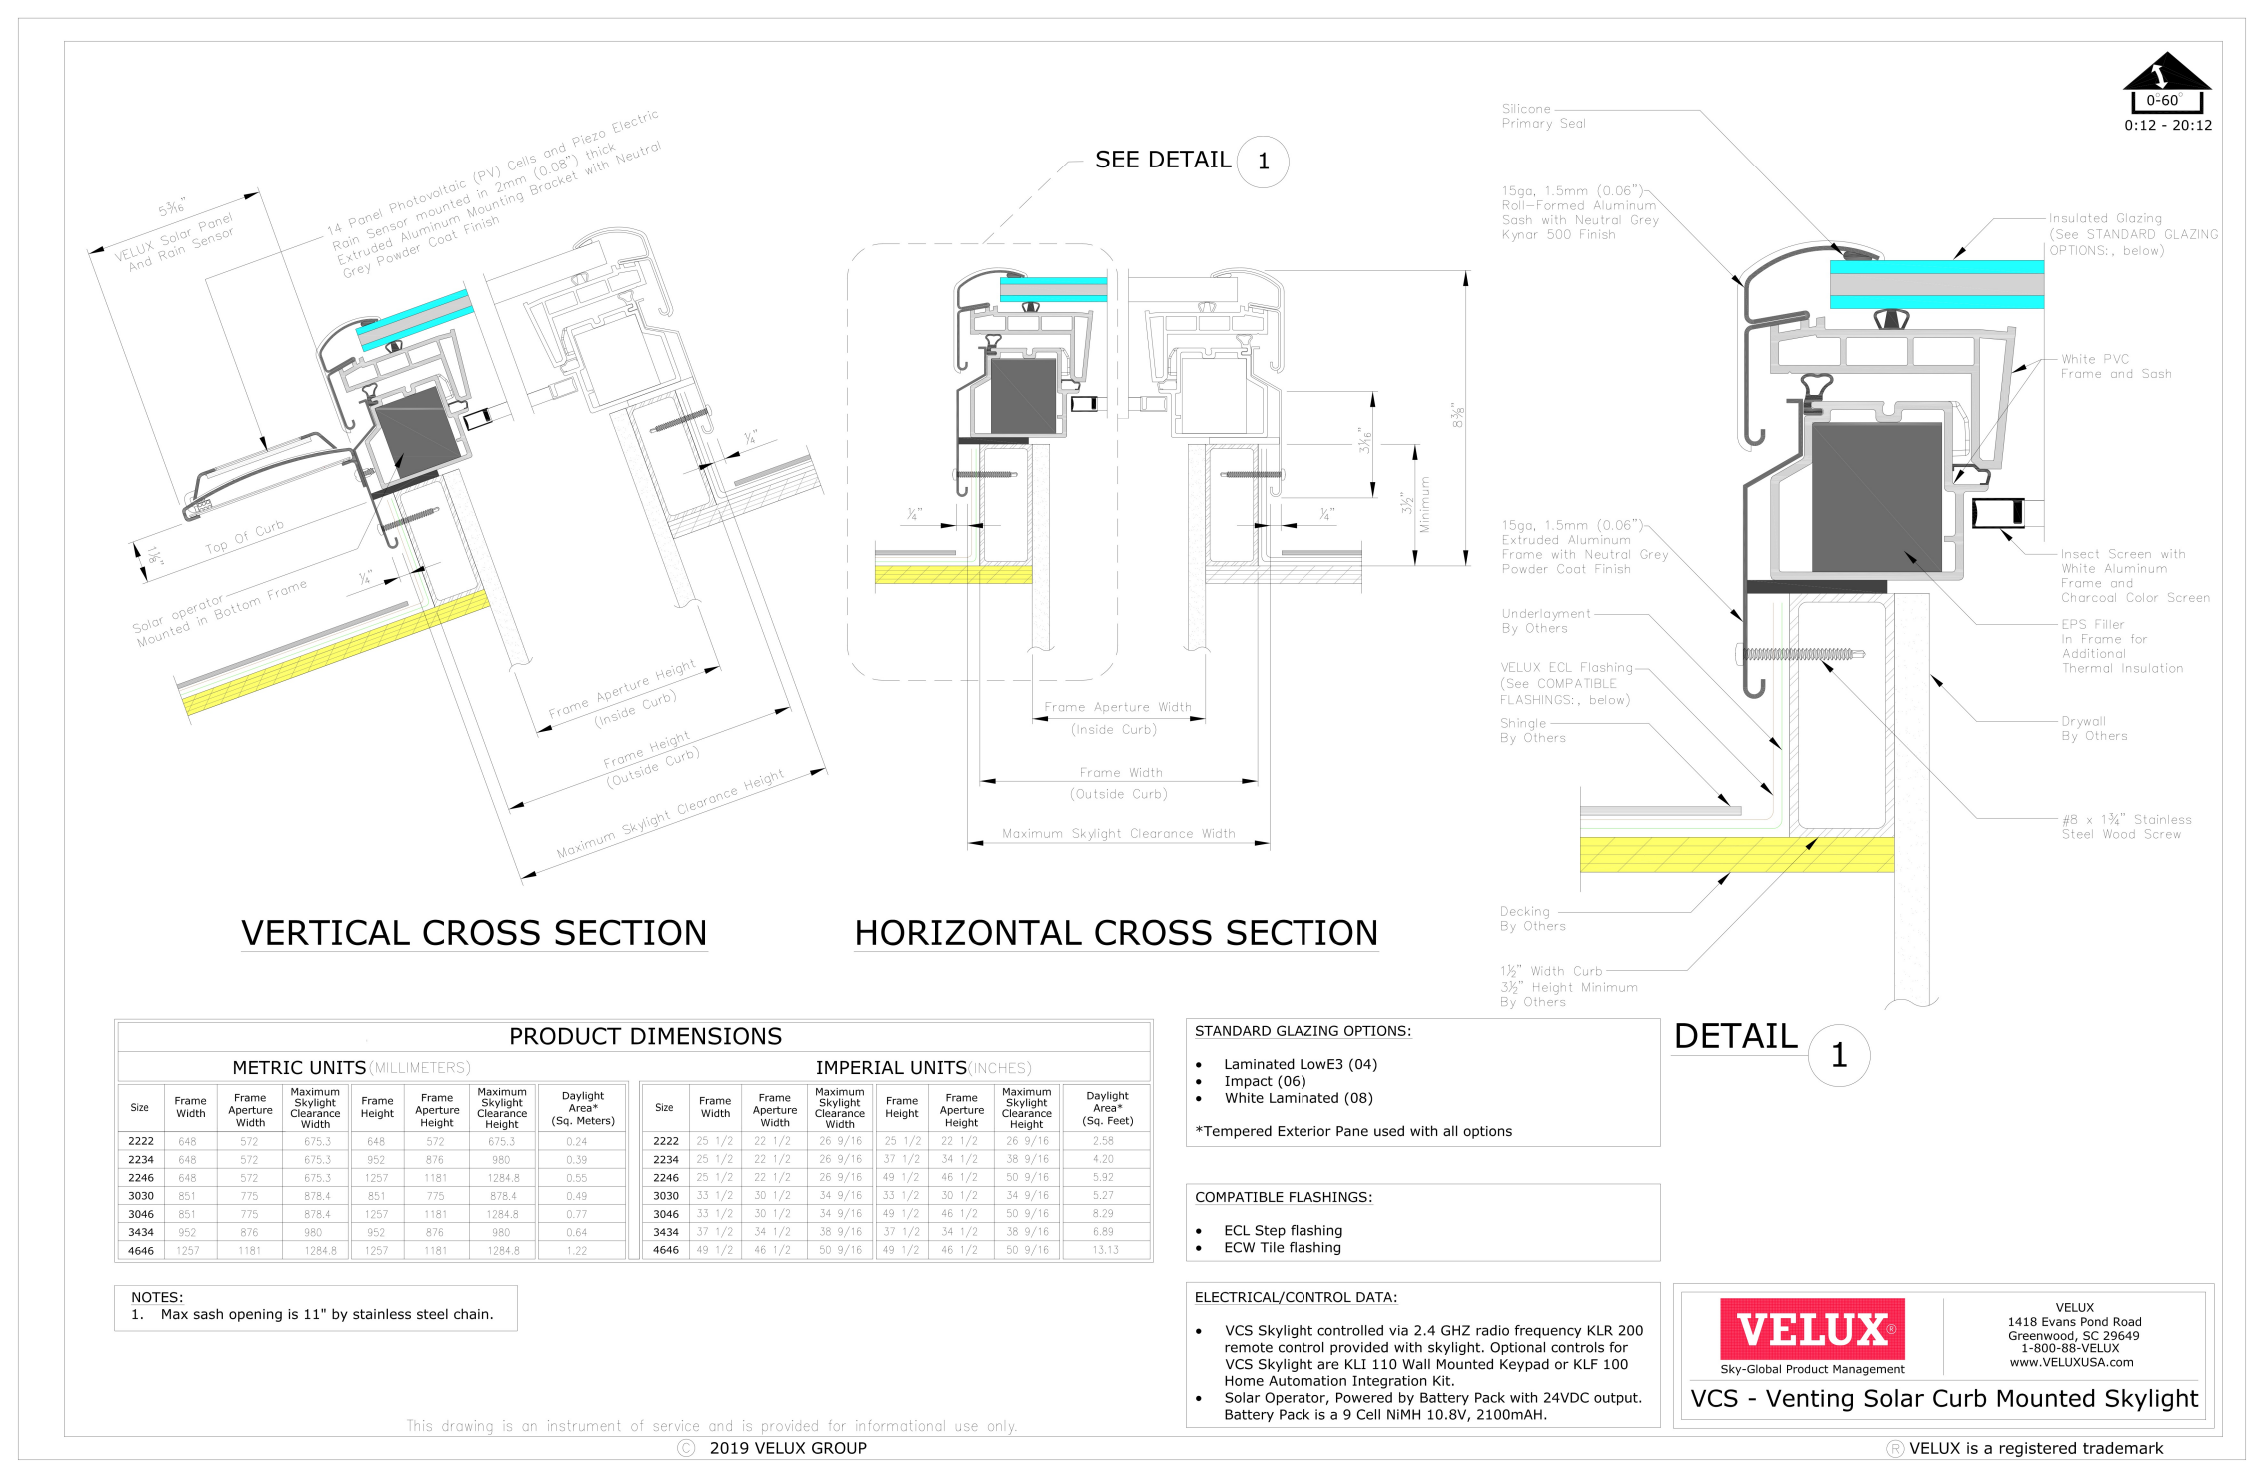 0°-60°
0:12 - 20:12
5 3/16"
VELUX Solar Panel
And Rain Sensor
14 Panel Photovoltaic (PV) Cells and Piezo Electric
Rain Sensor mounted in 2mm (0.08") thick
Extruded Aluminum Mounting Bracket with Neutral
Grey Powder Coat Finish
1/4"
Top Of Curb
1 1/8"
Solar operator
Mounted in Bottom Frame
1/4"
Frame Aperture Height
(Inside Curb)
Frame Height
(Outside Curb)
Maximum Skylight Clearance Height
VERTICAL CROSS SECTION
SEE DETAIL 1
8 3/8"
3 1/16"
3 1/2"
Minimum
1/4"
1/4"
Frame Aperture Width
(Inside Curb)
Frame Width
(Outside Curb)
Maximum Skylight Clearance Width
HORIZONTAL CROSS SECTION
Silicone
Primary Seal
15ga, 1.5mm (0.06")
Roll-Formed Aluminum
Sash with Neutral Grey
Kynar 500 Finish
15ga, 1.5mm (0.06")
Extruded Aluminum
Frame with Neutral Grey
Powder Coat Finish
Underlayment
By Others
VELUX ECL Flashing
(See COMPATIBLE
FLASHINGS:, below)
Shingle
By Others
Decking
By Others
1 1/2" Width Curb
3 1/2" Height Minimum
By Others
Insulated Glazing
(See STANDARD GLAZING
OPTIONS:, below)
White PVC
Frame and Sash
Insect Screen with
White Aluminum
Frame and
Charcoal Color Screen
EPS Filler
In Frame for
Additional
Thermal Insulation
Drywall
By Others
#8 x 1 3/4" Stainless
Steel Wood Screw
DETAIL 1
PRODUCT DIMENSIONS
METRIC UNITS(MILLIMETERS)
Size | Frame Width | Frame Aperture Width | Maximum Skylight Clearance Width | Frame Height | Frame Aperture Height | Maximum Skylight Clearance Height | Daylight Area* (Sq. Meters)
2222 648 572 675.3 648 572 675.3 0.24
2234 648 572 675.3 952 876 980 0.39
2246 648 572 675.3 1257 1181 1284.8 0.55
3030 851 775 878.4 851 775 878.4 0.49
3046 851 775 878.4 1257 1181 1284.8 0.77
3434 952 876 980 952 876 980 0.64
4646 1257 1181 1284.8 1257 1181 1284.8 1.22
IMPERIAL UNITS(INCHES)
Size | Frame Width | Frame Aperture Width | Maximum Skylight Clearance Width | Frame Height | Frame Aperture Height | Maximum Skylight Clearance Height | Daylight Area* (Sq. Feet)
2222 25 1/2 22 1/2 26 9/16 25 1/2 22 1/2 26 9/16 2.58
2234 25 1/2 22 1/2 26 9/16 37 1/2 34 1/2 38 9/16 4.20
2246 25 1/2 22 1/2 26 9/16 49 1/2 46 1/2 50 9/16 5.92
3030 33 1/2 30 1/2 34 9/16 33 1/2 30 1/2 34 9/16 5.27
3046 33 1/2 30 1/2 34 9/16 49 1/2 46 1/2 50 9/16 8.29
3434 37 1/2 34 1/2 38 9/16 37 1/2 34 1/2 38 9/16 6.89
4646 49 1/2 46 1/2 50 9/16 49 1/2 46 1/2 50 9/16 13.13
NOTES:
1. Max sash opening is 11" by stainless steel chain.
STANDARD GLAZING OPTIONS:
• Laminated LowE3 (04)
• Impact (06)
• White Laminated (08)
*Tempered Exterior Pane used with all options
COMPATIBLE FLASHINGS:
• ECL Step flashing
• ECW Tile flashing
ELECTRICAL/CONTROL DATA:
• VCS Skylight controlled via 2.4 GHZ radio frequency KLR 200
remote control provided with skylight. Optional controls for
VCS Skylight are KLI 110 Wall Mounted Keypad or KLF 100
Home Automation Integration Kit.
• Solar Operator, Powered by Battery Pack with 24VDC output.
Battery Pack is a 9 Cell NiMH 10.8V, 2100mAH.
VELUX®
Sky-Global Product Management
VELUX
1418 Evans Pond Road
Greenwood, SC 29649
1-800-88-VELUX
www.VELUXUSA.com
VCS - Venting Solar Curb Mounted Skylight
This drawing is an instrument of service and is provided for informational use only.
© 2019 VELUX GROUP
® VELUX is a registered trademark